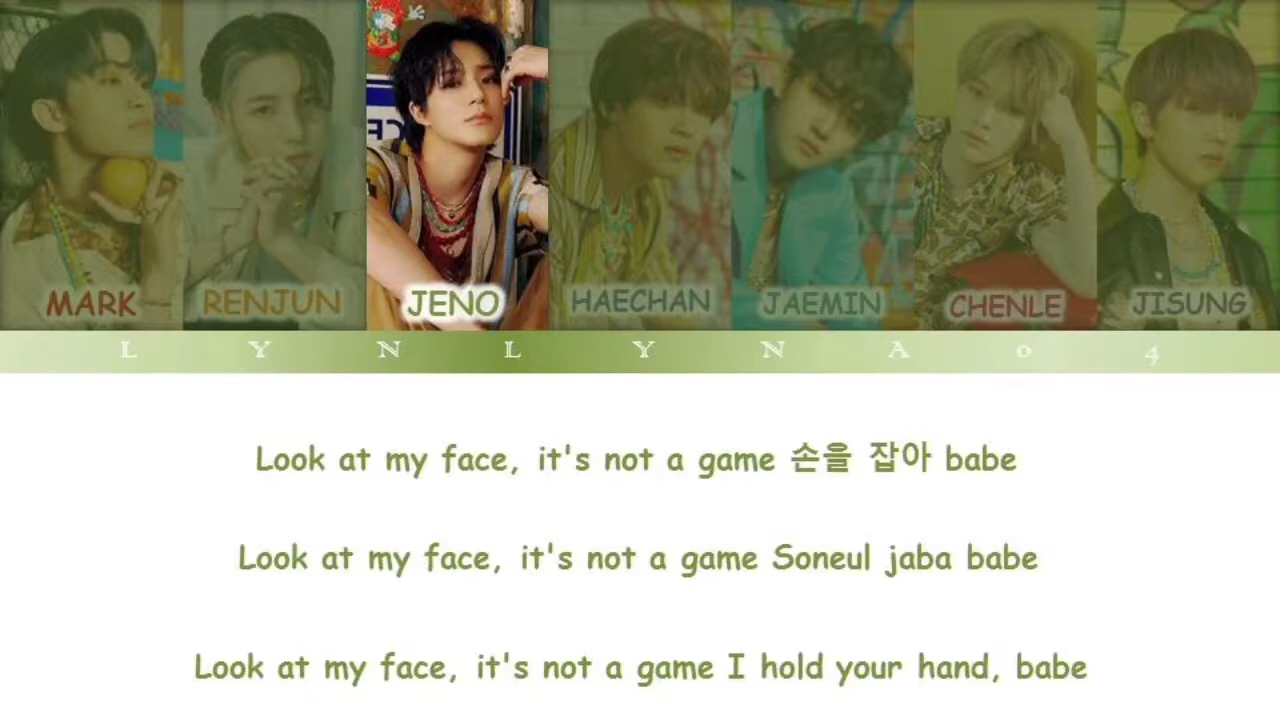 MARK RENJUN JENO HAECHAN JAEMIN CHENLE JISUNG
L Y N L Y N A 0 4
Look at my face, it's not a game 손을 잡아 babe
Look at my face, it's not a game Soneul jaba babe
Look at my face, it's not a game I hold your hand, babe